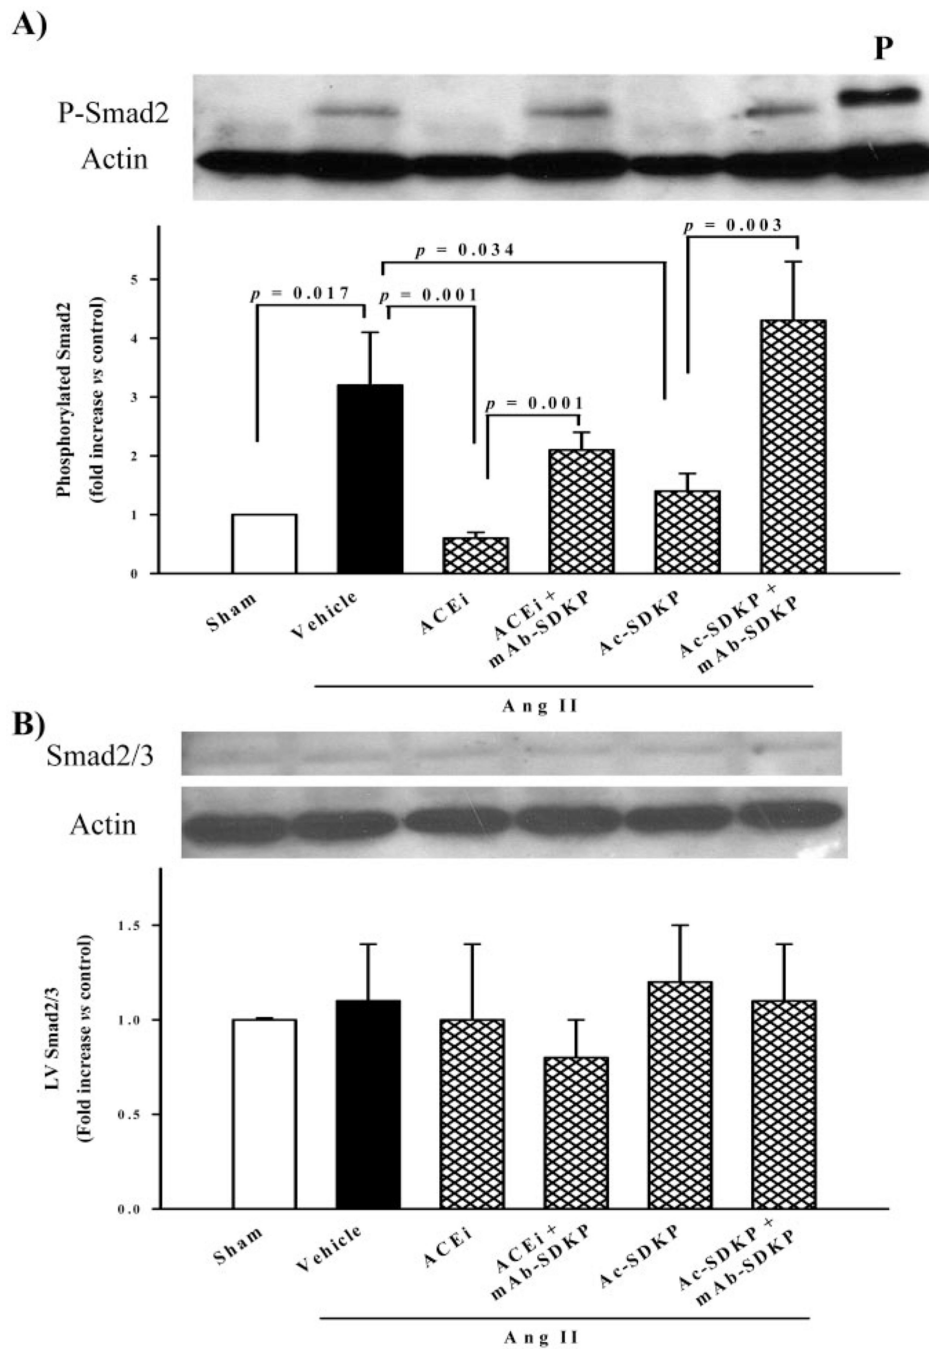 A)
P
P-Smad2
Actin
p = 0.003
p = 0.034
p = 0.017
p = 0.001
p = 0.001
Phosphorylated Smad2
(fold increase vs control)
5
4
3
2
1
0
Sham
Vehicle
ACEi
ACEi +
mAb-SDKP
Ac-SDKP
Ac-SDKP +
mAb-SDKP
Ang II
B)
Smad2/3
Actin
LV Smad2/3
(Fold increase vs control)
1.5
1.0
0.5
0.0
Sham
Vehicle
ACEi
ACEi +
mAb-SDKP
Ac-SDKP
Ac-SDKP +
mAb-SDKP
Ang II